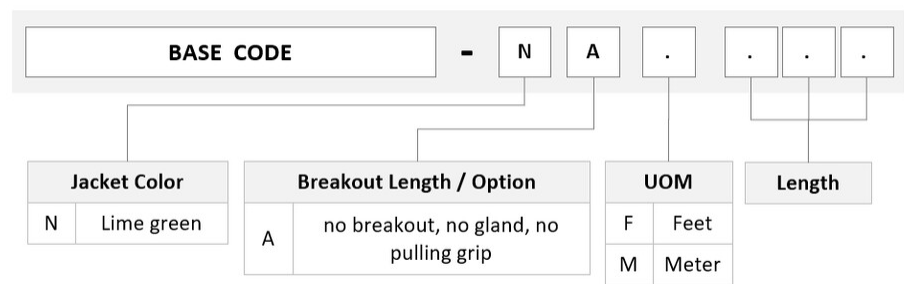 BASE CODE - N A . . . .
Jacket Color
N Lime green
Breakout Length / Option
A no breakout, no gland, no
pulling grip
UOM
F Feet
M Meter
Length